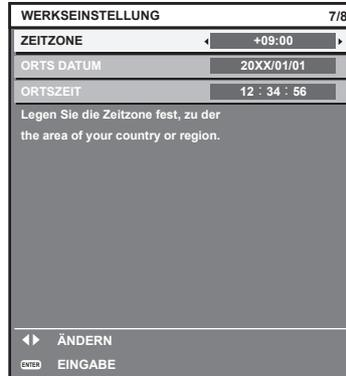 WERKSEINSTELLUNG 7/8
ZEITZONE +09:00
ORTS DATUM 20XX/01/01
ORTSZEIT 12 : 34 : 56
Legen Sie die Zeitzone fest, zu der
the area of your country or region.
ÄNDERN
ENTER EINGABE